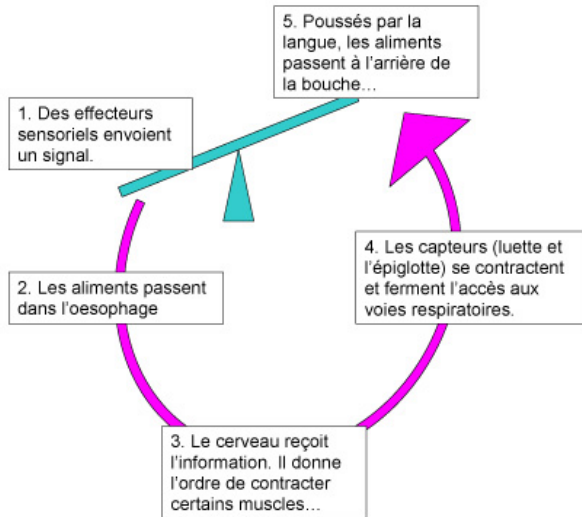 5. Poussés par la
langue, les aliments
passent à l'arrière de
la bouche…
1. Des effecteurs
sensoriels envoient
un signal.
2. Les aliments passent
dans l'oesophage
4. Les capteurs (luette et
l'épiglotte) se contractent
et ferment l'accès aux
voies respiratoires.
3. Le cerveau reçoit
l'information. Il donne
l'ordre de contracter
certains muscles…